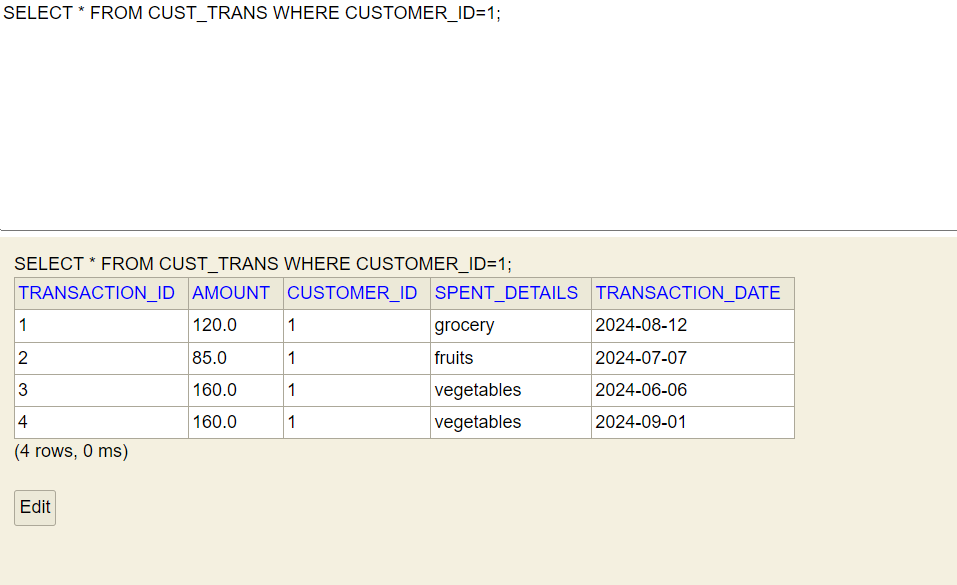 SELECT * FROM CUST_TRANS WHERE CUSTOMER_ID=1;
SELECT * FROM CUST_TRANS WHERE CUSTOMER_ID=1;
TRANSACTION_ID AMOUNT CUSTOMER_ID SPENT_DETAILS TRANSACTION_DATE
1 120.0 1 grocery 2024-08-12
2 85.0 1 fruits 2024-07-07
3 160.0 1 vegetables 2024-06-06
4 160.0 1 vegetables 2024-09-01
(4 rows, 0 ms)
Edit